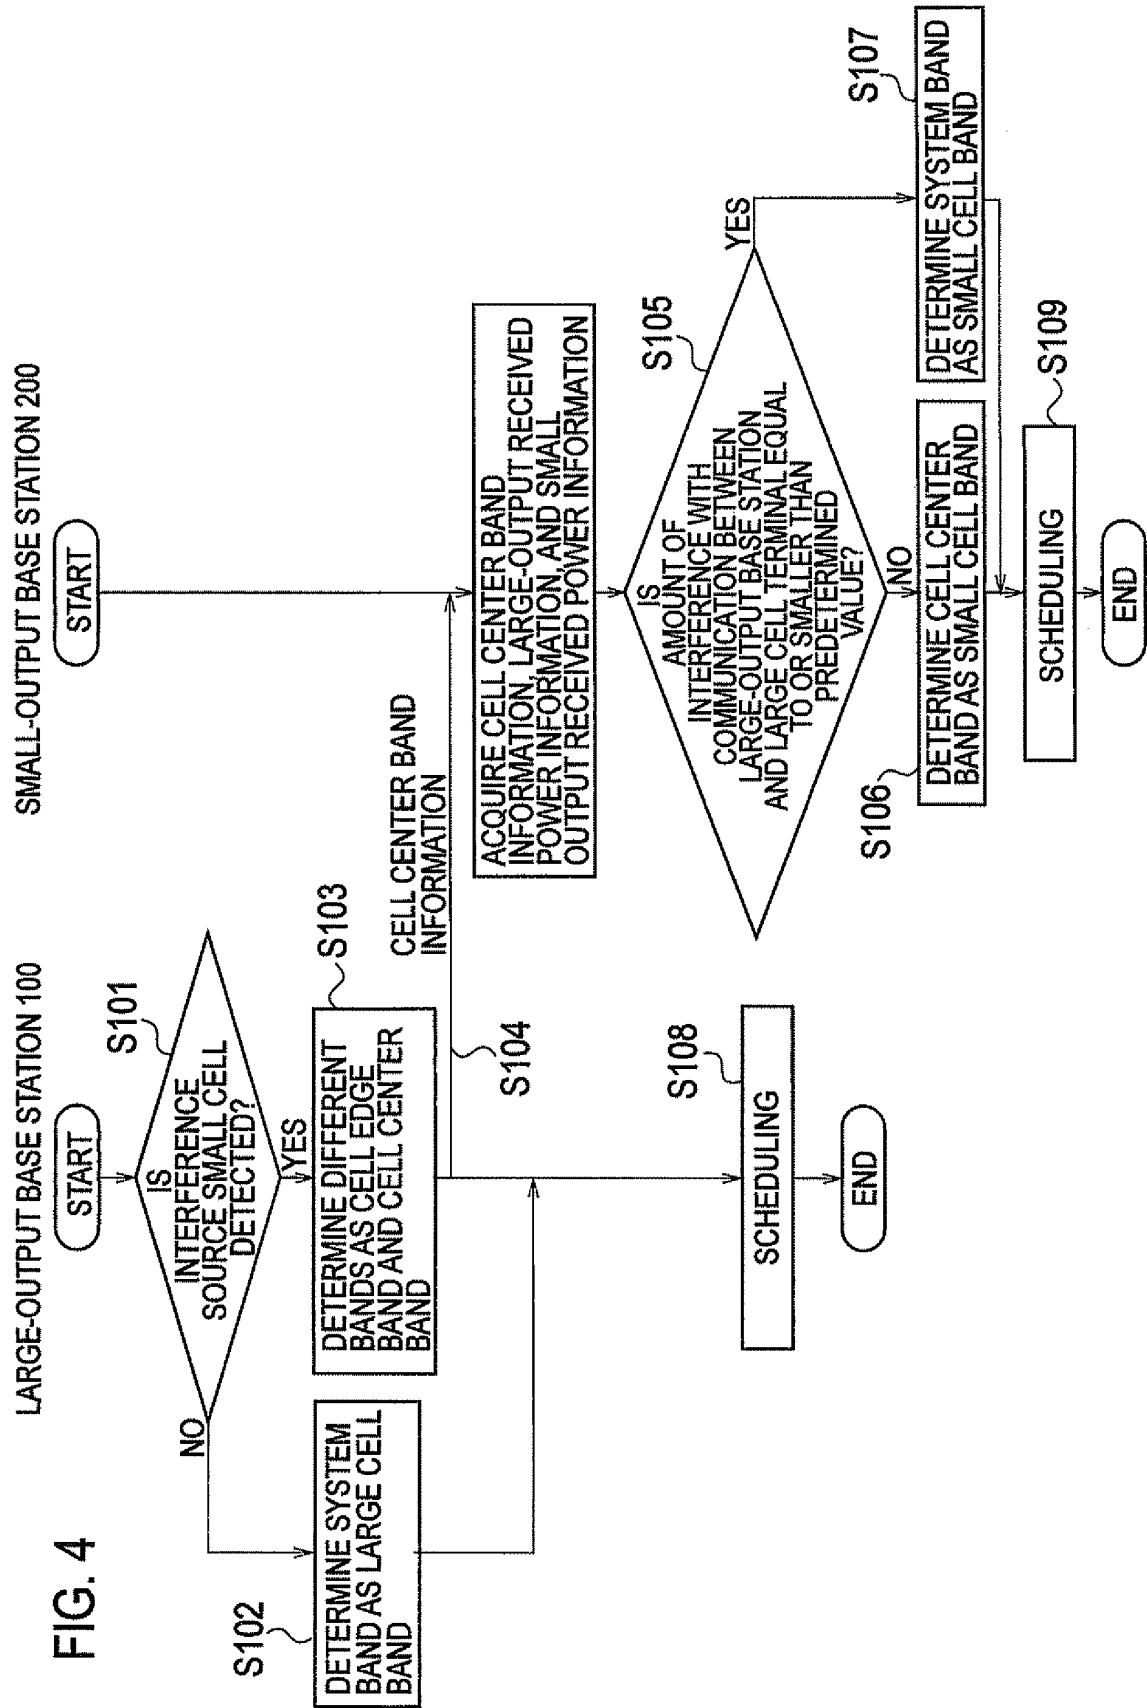 FIG. 4
LARGE-OUTPUT BASE STATION 100
START
IS
INTERFERENCE
SOURCE SMALL CELL
DETECTED?
S101
NO
YES
S102
DETERMINE SYSTEM
BAND AS LARGE CELL
BAND
S103
DETERMINE DIFFERENT
BANDS AS CELL EDGE
BAND AND CELL CENTER
BAND
S104
CELL CENTER BAND
INFORMATION
S108
SCHEDULING
END
SMALL-OUTPUT BASE STATION 200
START
ACQUIRE CELL CENTER BAND
INFORMATION, LARGE-OUTPUT RECEIVED
POWER INFORMATION, AND SMALL
OUTPUT RECEIVED POWER INFORMATION
S105
IS
AMOUNT OF
INTERFERENCE WITH
COMMUNICATION BETWEEN
LARGE-OUTPUT BASE STATION
AND LARGE CELL TERMINAL EQUAL
TO OR SMALLER THAN
PREDETERMINED
VALUE?
YES
NO
S106
DETERMINE CELL CENTER
BAND AS SMALL CELL BAND
S107
DETERMINE SYSTEM BAND
AS SMALL CELL BAND
S109
SCHEDULING
END